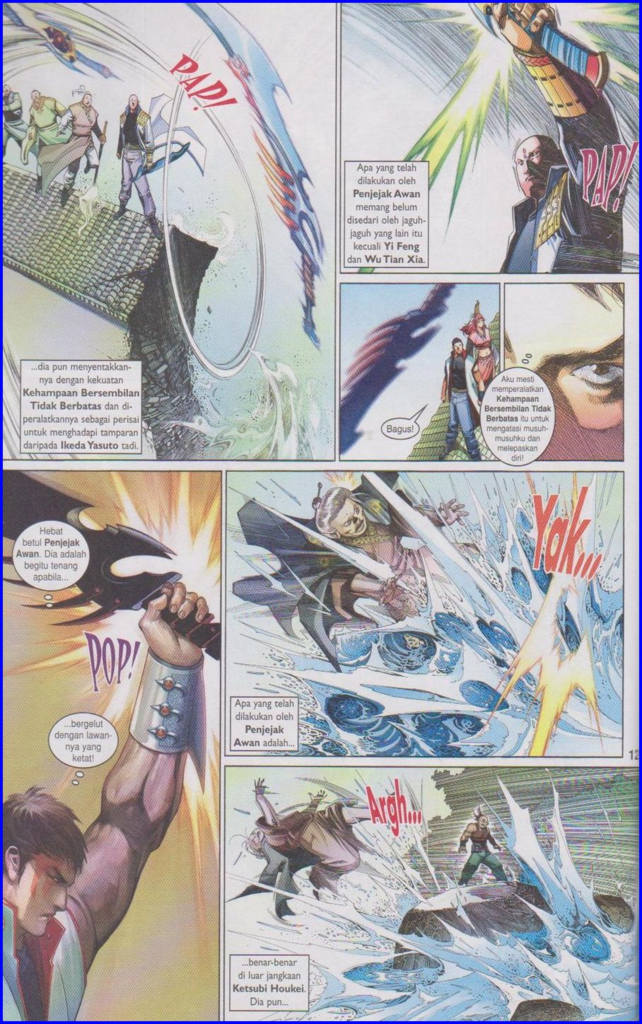 PAP!
...dia pun menyentakkan-
nya dengan kekuatan
Kehampaan Bersembilan
Tidak Berbatas dan di-
peralatkannya sebagai perisai
untuk menghadapi tamparan
daripada Ikeda Yasuto tadi.
Apa yang telah
dilakukan oleh
Penjejak Awan
memang belum
disedari oleh jaguh-
jaguh yang lain itu
kecuali Yi Feng
dan Wu Tian Xia.
PAP!
Bagus!
Aku mesti
memperalatkan
Kehampaan
Bersembilan Tidak
Berbatas itu untuk
mengatasi musuh-
musuhku dan
melepaskan
diri!
Hebat
betul Penjejak
Awan. Dia adalah
begitu tenang
apabila...
POP!
...bergelut
dengan lawan-
nya yang
ketat!
Yak...
Apa yang telah
dilakukan oleh
Penjejak
Awan adalah...
12
Argh...
...benar-benar
di luar jangkaan
Ketsubi Houkei.
Dia pun...